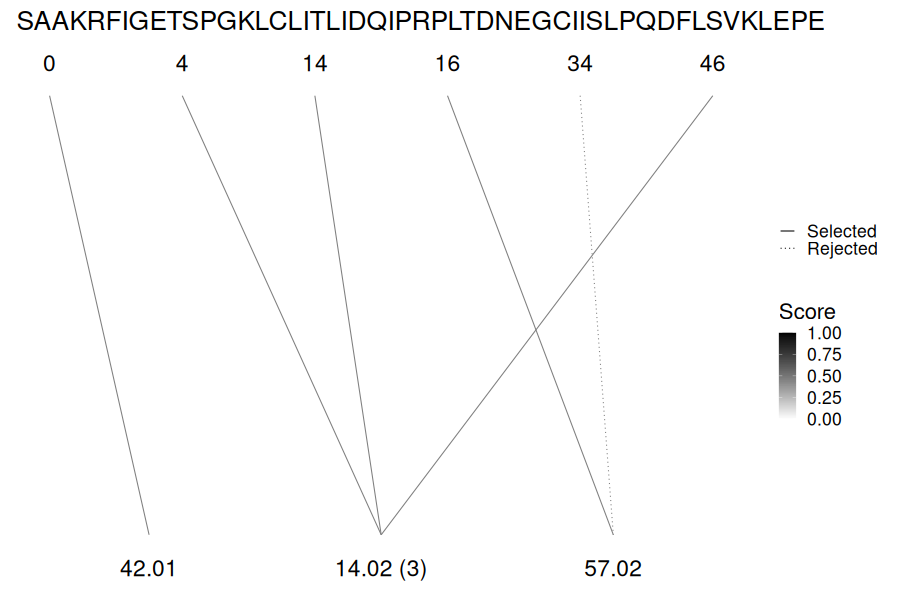 SAAKRFIGETSPGKLCLITLIDQIPRPLTDNEGCIISLPQDFLSVKLEPE
0 4 14 16 34 46
Selected
Rejected
Score
1.00
0.75
0.50
0.25
0.00
42.01 14.02 (3) 57.02